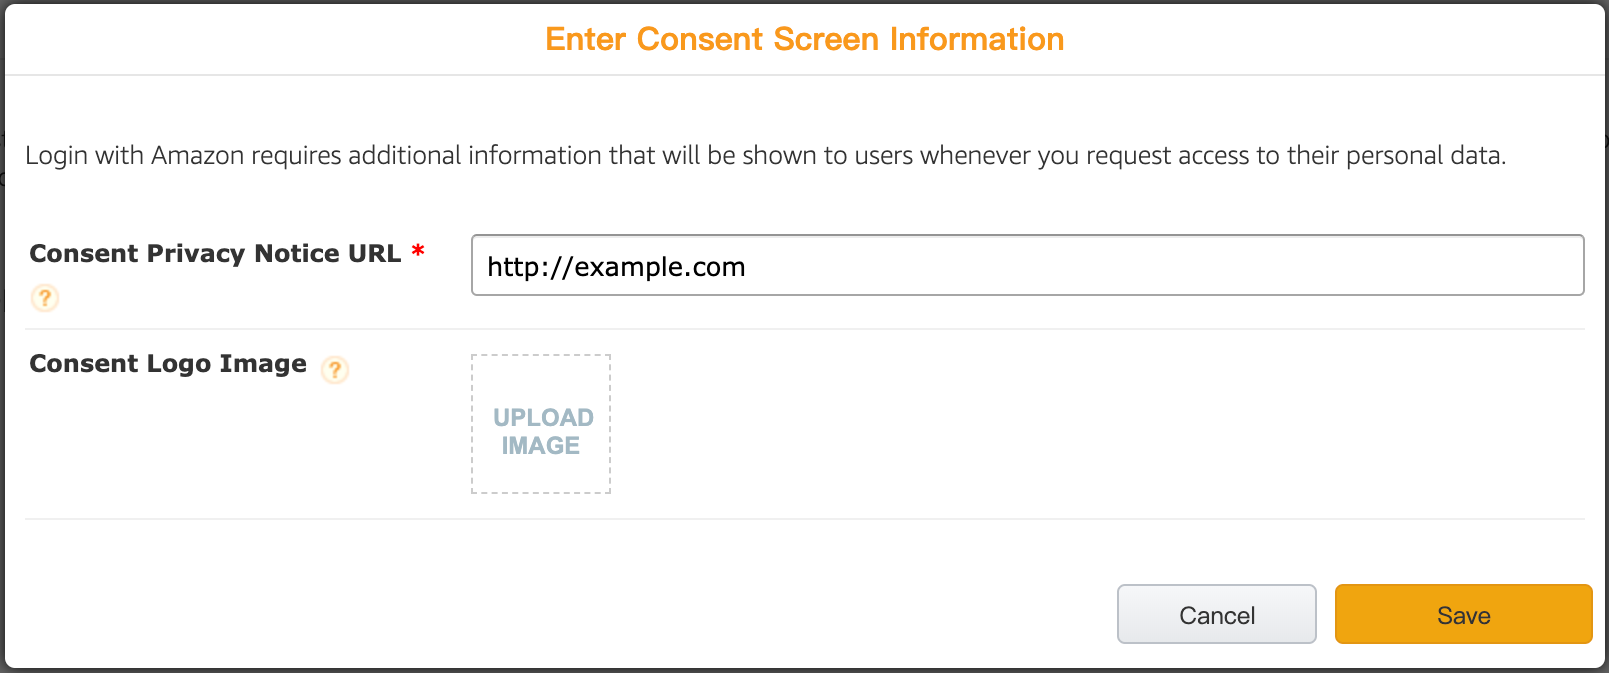 Enter Consent Screen Information
Login with Amazon requires additional information that will be shown to users whenever you request access to their personal data.
Consent Privacy Notice URL *
http://example.com
?
Consent Logo Image ?
UPLOAD
IMAGE
Cancel
Save